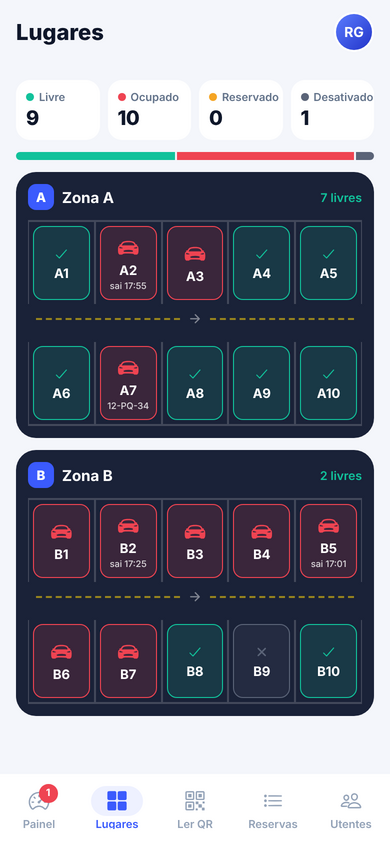 Lugares
RG
Livre Ocupado Reservado Desativado
9 10 0 1
A Zona A 7 livres
A1 A2 A3 A4 A5
sai 17:55
A6 A7 A8 A9 A10
12-PQ-34
B Zona B 2 livres
B1 B2 B3 B4 B5
sai 17:25 sai 17:01
B6 B7 B8 B9 B10
1
Painel Lugares Ler QR Reservas Utentes